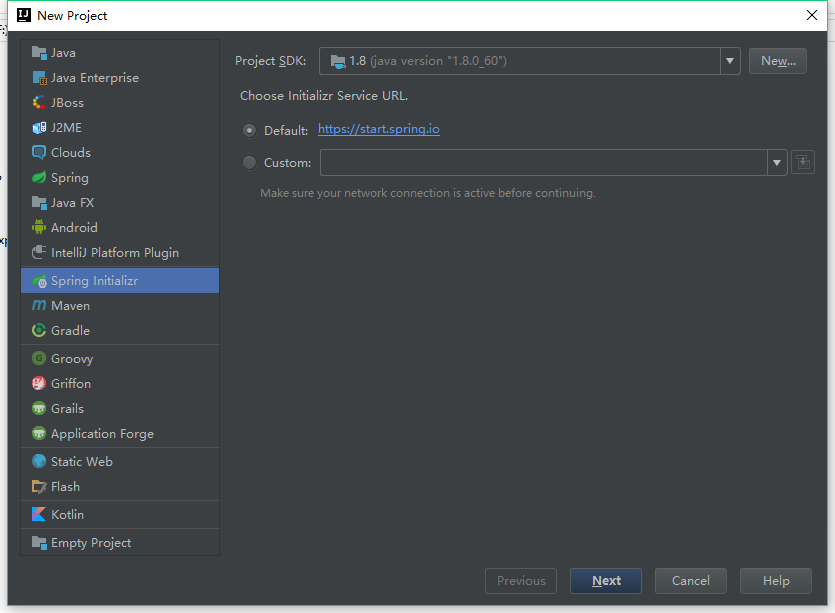 New Project
Java
Java Enterprise
JBoss
J2ME
Clouds
Spring
Java FX
Android
IntelliJ Platform Plugin
Spring Initializr
Maven
Gradle
Groovy
Griffon
Grails
Application Forge
Static Web
Flash
Kotlin
Empty Project
Project SDK: 1.8 (java version "1.8.0_60") New...
Choose Initializr Service URL.
Default: https://start.spring.io
Custom:
Make sure your network connection is active before continuing.
Previous Next Cancel Help